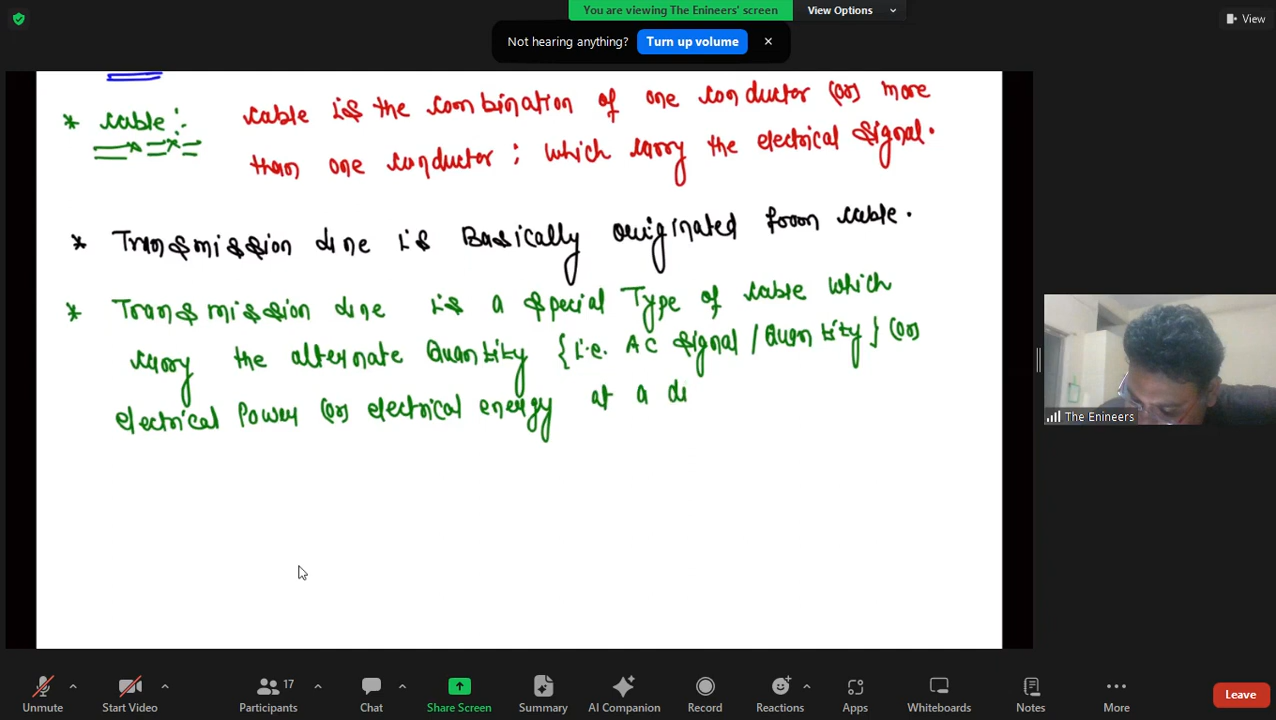 You are viewing The Enineers' screen View Options
View
Not hearing anything? Turn up volume
* cable :- cable is the combination of one conductor (or) more
than one conductor ; which carry the electrical signal.
* Transmission line is Basically originated from cable.
* Transmission line is a special Type of cable which
carry the alternate Quantity {i.e. AC signal / Quantity} (or)
electrical Power (or) electrical energy at a di
The Enineers
Unmute Start Video Participants 17 Chat Share Screen Summary AI Companion Record Reactions Apps Whiteboards Notes More Leave